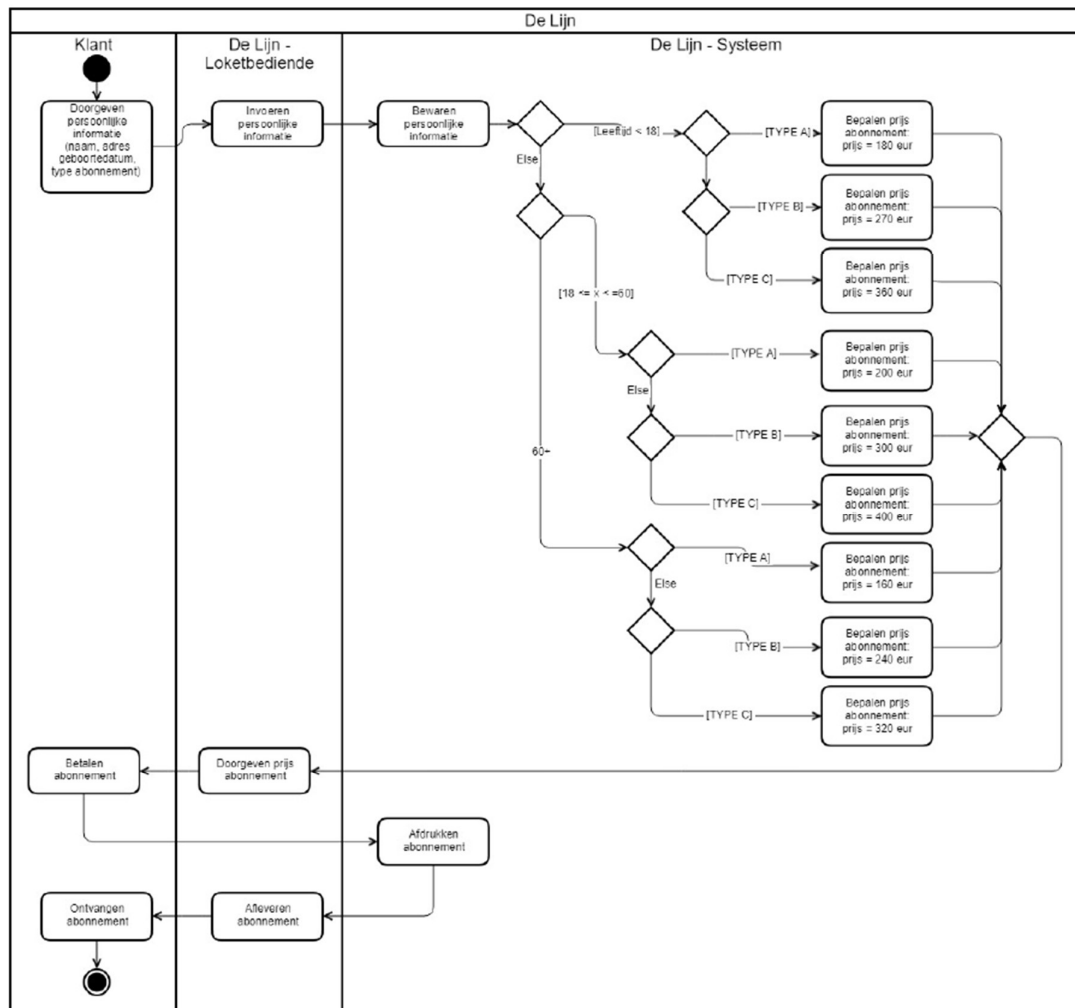 De Lijn
Klant
De Lijn -
Loketbediende
De Lijn - Systeem
Doorgeven
persoonlijke
informatie
(naam, adres
geboortedatum,
type abonnement)
Invoeren
persoonlijke
informatie
Bewaren
persoonlijke
informatie
[Leeftijd < 18]
Else
[TYPE A]
Bepalen prijs
abonnement:
prijs = 180 eur
[TYPE B]
Bepalen prijs
abonnement:
prijs = 270 eur
[TYPE C]
Bepalen prijs
abonnement:
prijs = 360 eur
[18 <= x < =60]
[TYPE A]
Bepalen prijs
abonnement:
prijs = 200 eur
Else
[TYPE B]
Bepalen prijs
abonnement:
prijs = 300 eur
60+
[TYPE C]
Bepalen prijs
abonnement:
prijs = 400 eur
[TYPE A]
Bepalen prijs
abonnement:
prijs = 160 eur
Else
[TYPE B]
Bepalen prijs
abonnement:
prijs = 240 eur
[TYPE C]
Bepalen prijs
abonnement:
prijs = 320 eur
Betalen
abonnement
Doorgeven prijs
abonnement
Afdrukken
abonnement
Ontvangen
abonnement
Afleveren
abonnement